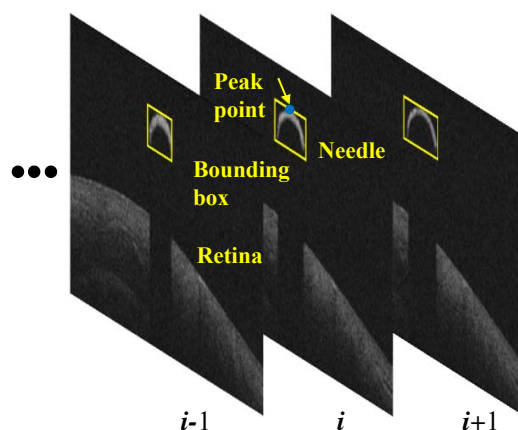 Peak
point
Needle
Bounding
box
Retina
i-1
i
i+1